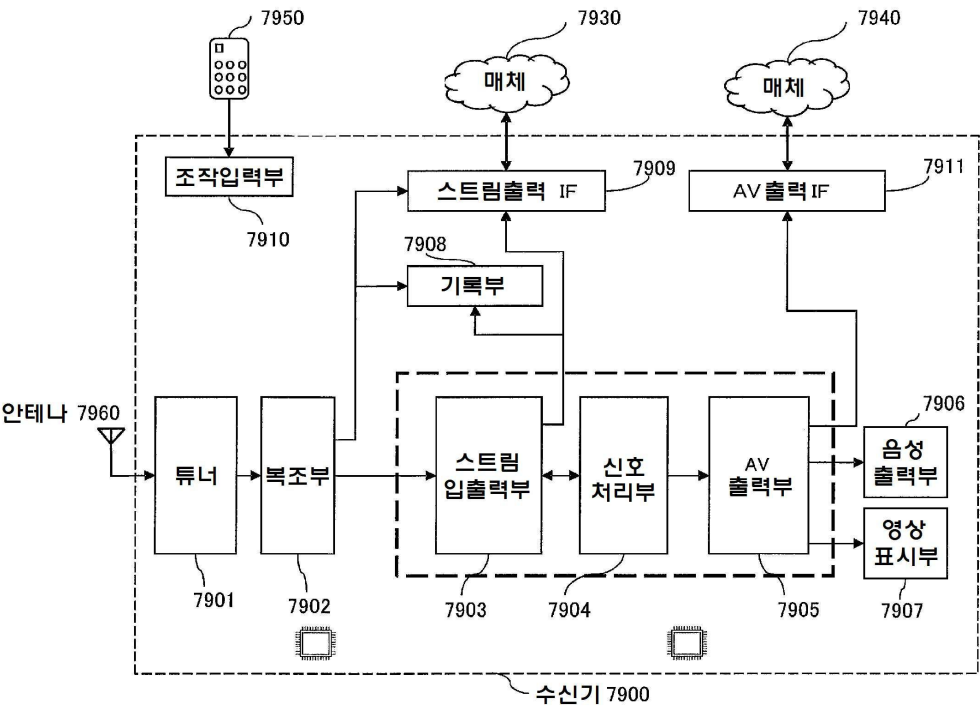 7950
7930
7940
매체
매체
조작입력부
7910
스트림출력 IF
7909
AV 출력 IF
7911
7908
기록부
안테나 7960
튜너
복조부
스트림
입출력부
신호
처리부
AV
출력부
7906
음성
출력부
영상
표시부
7901
7902
7903
7904
7905
7907
수신기 7900